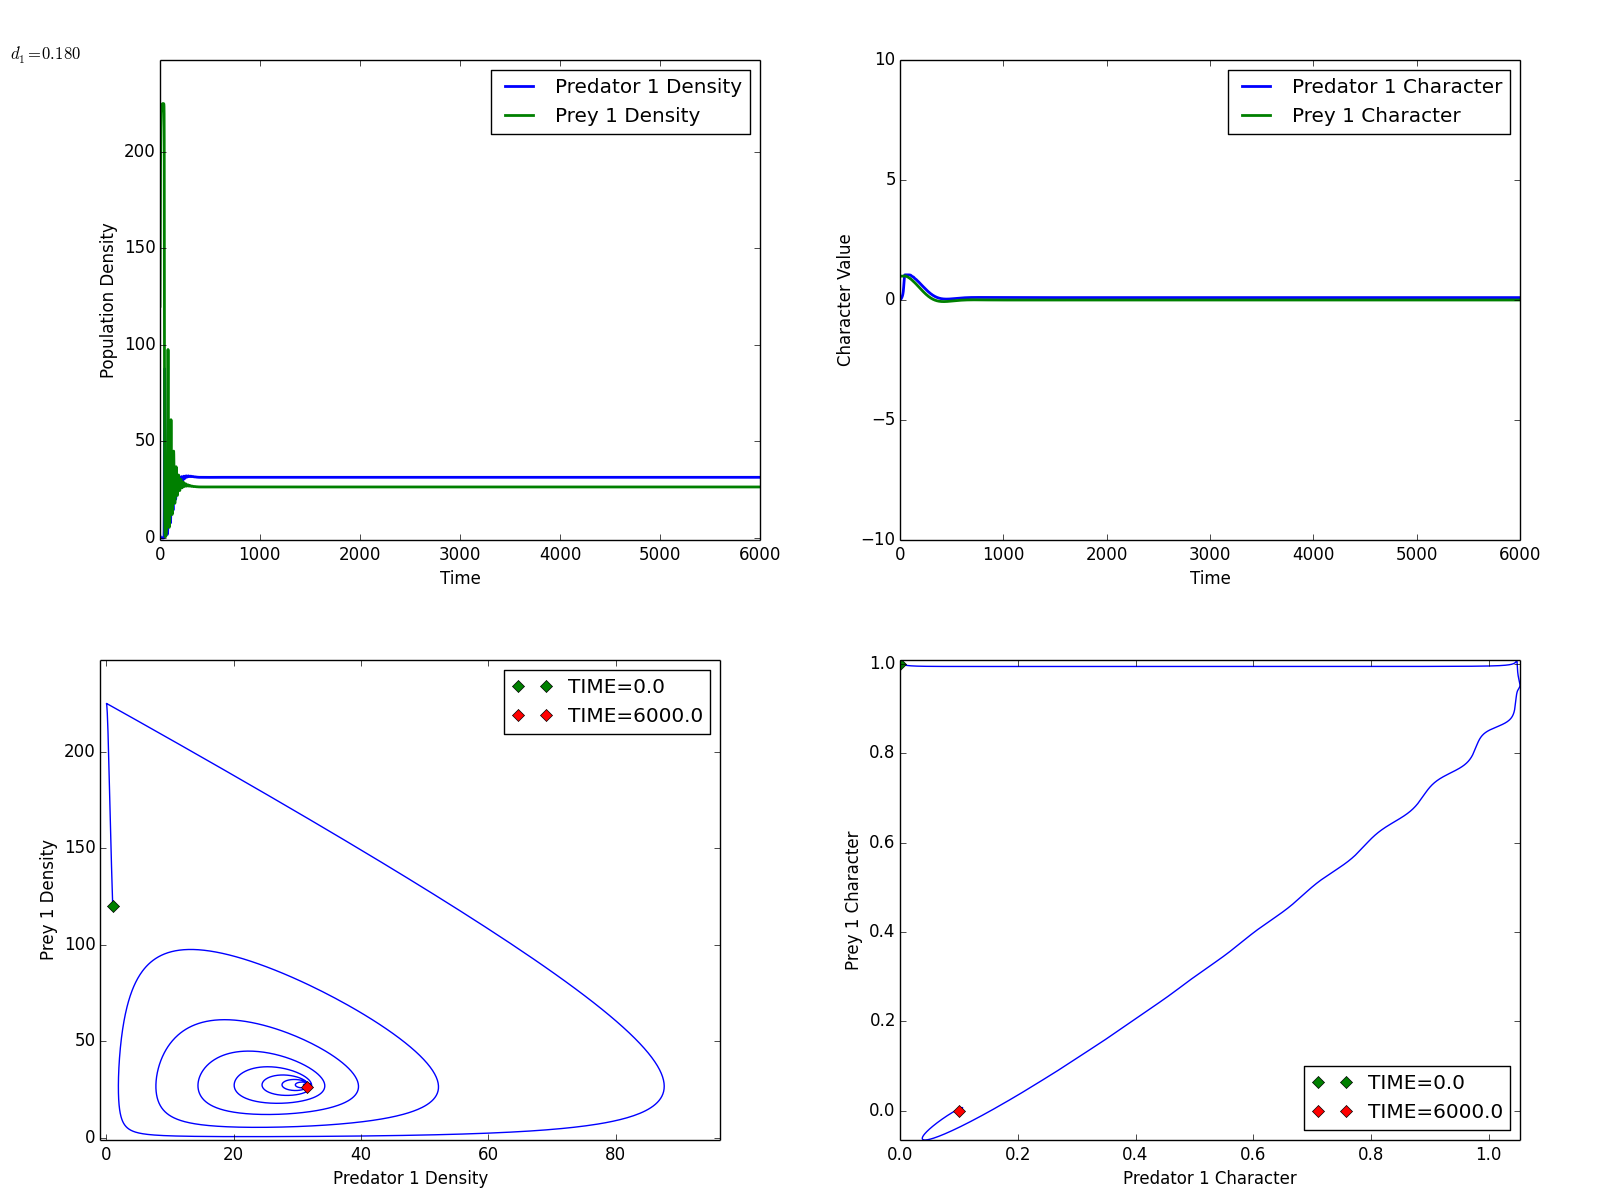 d₁=0.180
Predator 1 Density
Prey 1 Density
Population Density
200
150
100
50
0
0 1000 2000 3000 4000 5000 6000
Time
Predator 1 Character
Prey 1 Character
Character Value
10
5
0
−5
−10
0 1000 2000 3000 4000 5000 6000
Time
TIME=0.0
TIME=6000.0
Prey 1 Density
200
150
100
50
0
0 20 40 60 80
Predator 1 Density
Prey 1 Character
1.0
0.8
0.6
0.4
0.2
0.0
TIME=0.0
TIME=6000.0
0.0 0.2 0.4 0.6 0.8 1.0
Predator 1 Character